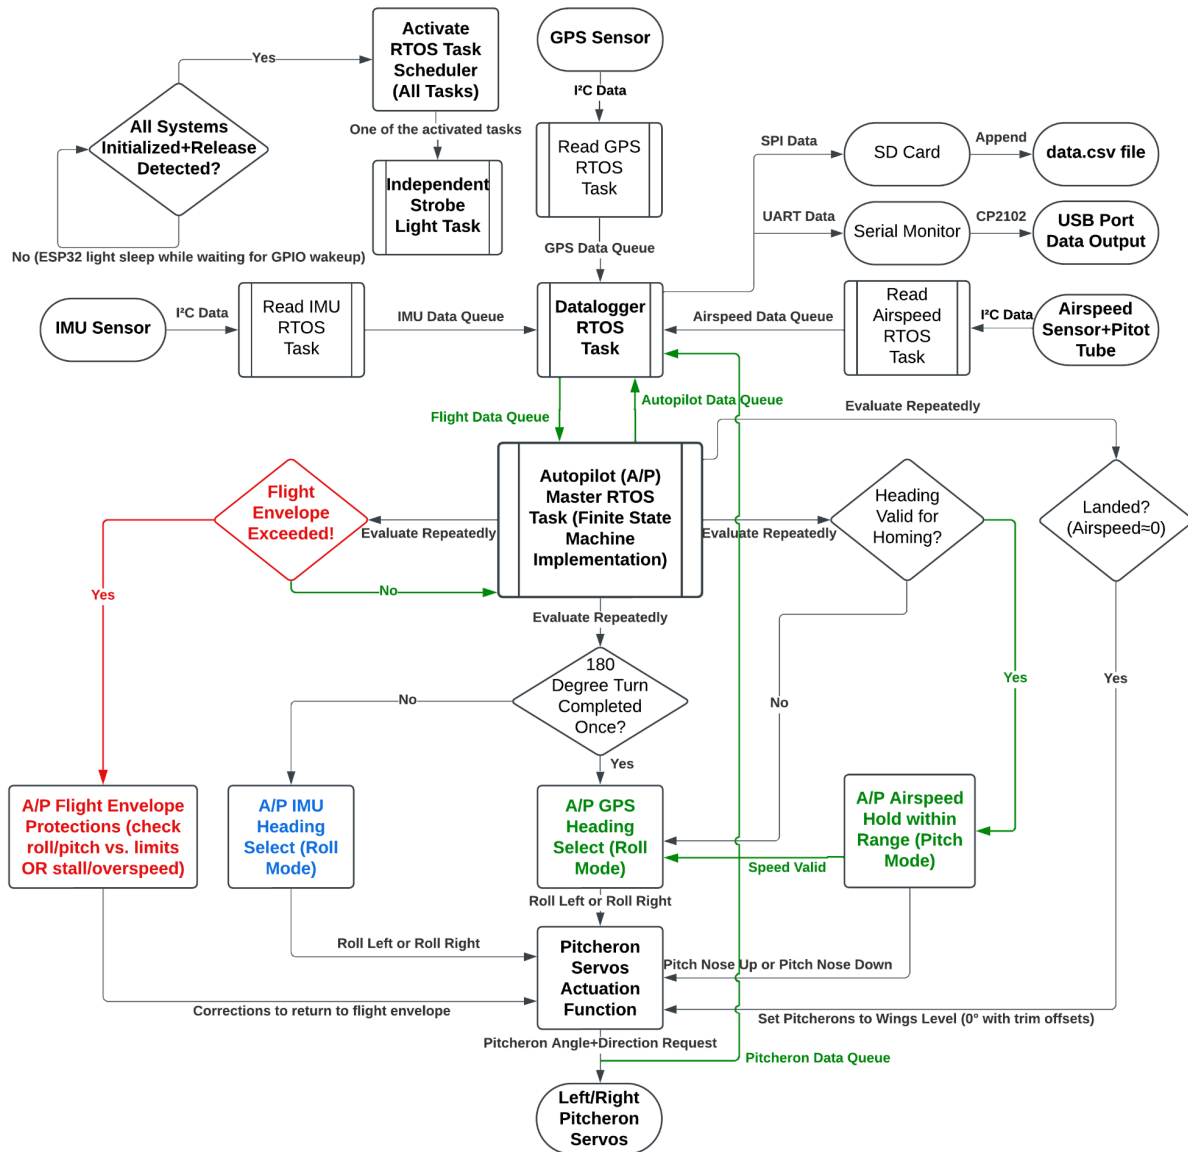 Activate
RTOS Task
Scheduler
(All Tasks)
GPS Sensor
Yes
I²C Data
All Systems
Initialized+Release
Detected?
One of the activated tasks
Read GPS
RTOS
Task
SPI Data
SD Card
Append
data.csv file
Independent
Strobe
Light Task
UART Data
Serial Monitor
CP2102
USB Port
Data Output
No (ESP32 light sleep while waiting for GPIO wakeup)
GPS Data Queue
IMU Sensor
I²C Data
Read IMU
RTOS
Task
IMU Data Queue
Datalogger
RTOS
Task
Airspeed Data Queue
Read
Airspeed
RTOS
Task
I²C Data
Airspeed
Sensor+Pitot
Tube
Flight Data Queue
Autopilot Data Queue
Evaluate Repeatedly
Flight
Envelope
Exceeded!
Evaluate Repeatedly
Autopilot (A/P)
Master RTOS
Task (Finite State
Machine
Implementation)
Evaluate Repeatedly
Heading
Valid for
Homing?
Landed?
(Airspeed≈0)
Yes
No
Evaluate Repeatedly
180
Degree Turn
Completed
Once?
No
Yes
No
Yes
Yes
A/P Flight Envelope
Protections (check
roll/pitch vs. limits
OR stall/overspeed)
A/P IMU
Heading
Select (Roll
Mode)
A/P GPS
Heading
Select (Roll
Mode)
A/P Airspeed
Hold within
Range (Pitch
Mode)
Speed Valid
Roll Left or Roll Right
Roll Left or Roll Right
Pitcheron
Servos
Actuation
Function
Pitch Nose Up or Pitch Nose Down
Corrections to return to flight envelope
Set Pitcherons to Wings Level (0° with trim offsets)
Pitcheron Angle+Direction Request
Pitcheron Data Queue
Left/Right
Pitcheron
Servos